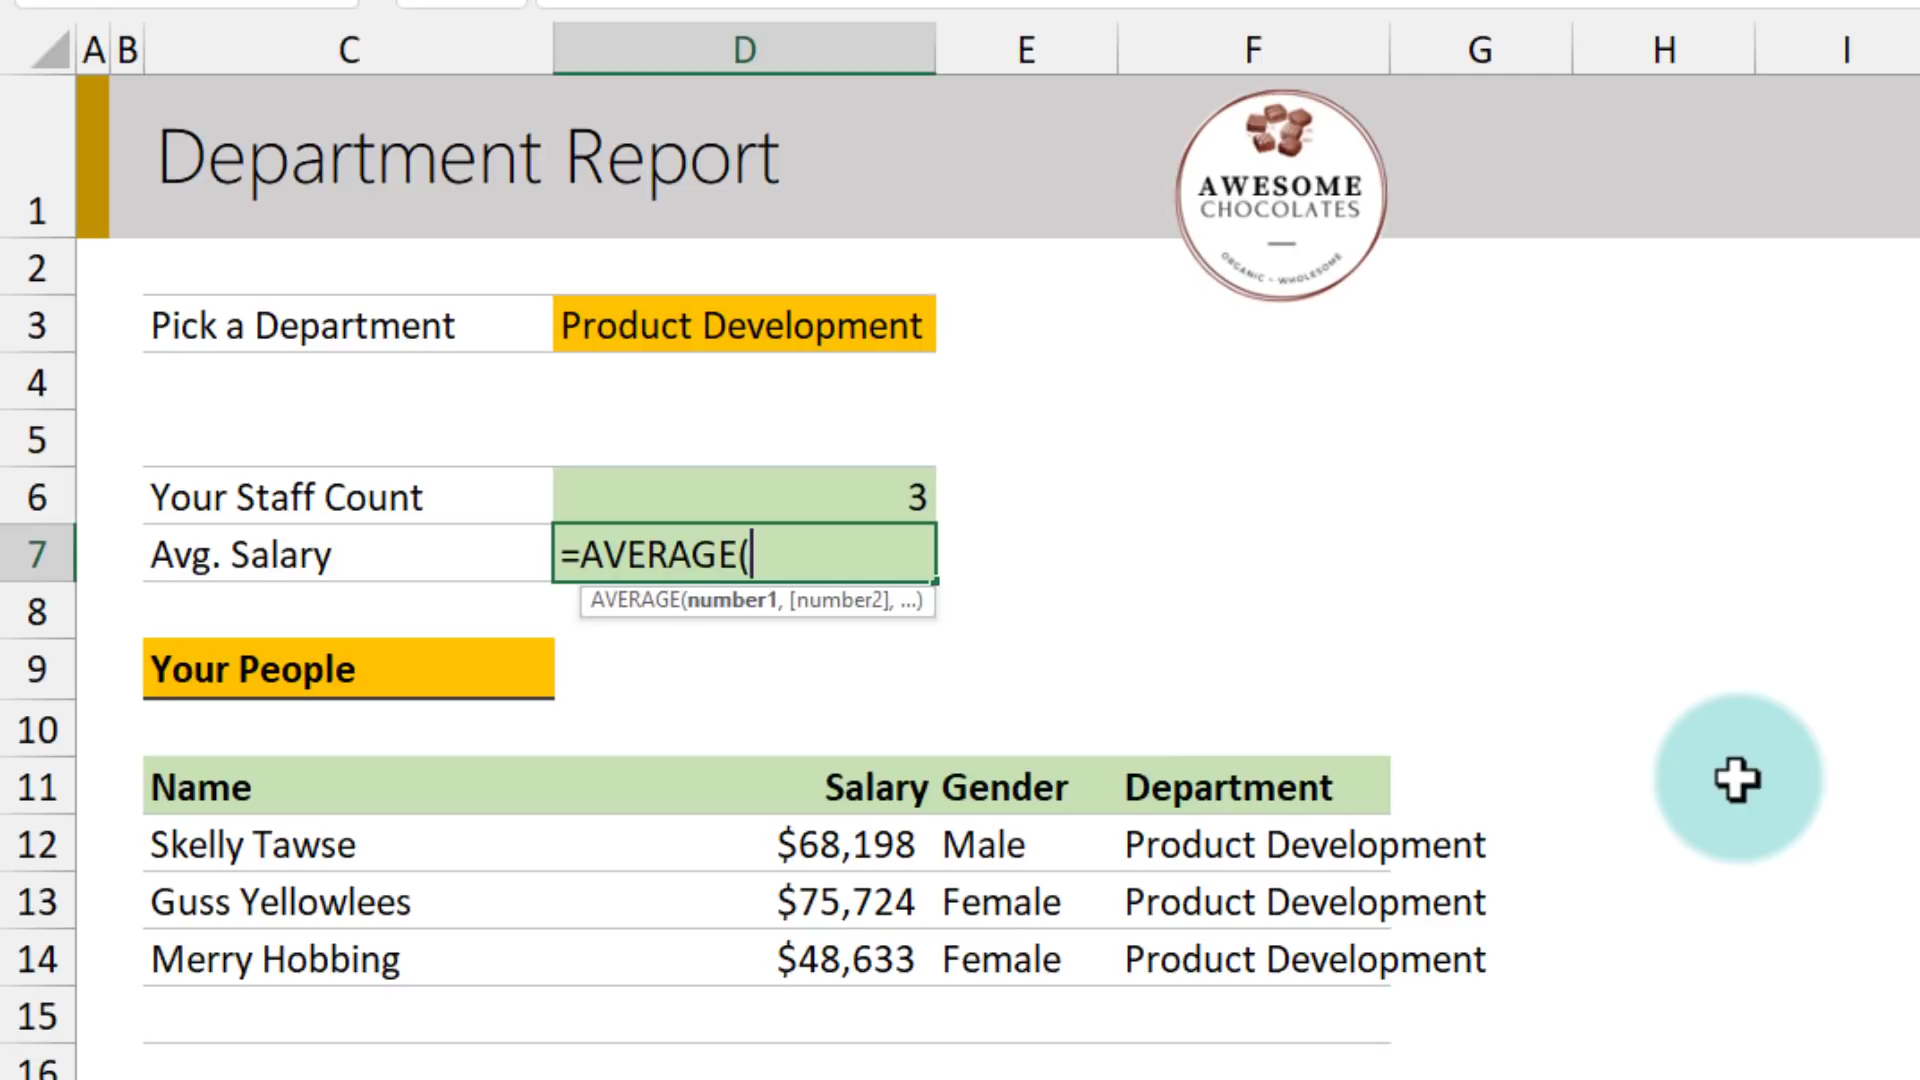 A B C D E F G H I
1 Department Report
AWESOME
CHOCOLATES
ORGANIC - WHOLESOME
2
3 Pick a Department Product Development
4
5
6 Your Staff Count 3
7 Avg. Salary =AVERAGE(
AVERAGE(number1, [number2], ...)
8
9 Your People
10
11 Name Salary Gender Department
12 Skelly Tawse $68,198 Male Product Development
13 Guss Yellowlees $75,724 Female Product Development
14 Merry Hobbing $48,633 Female Product Development
15
16